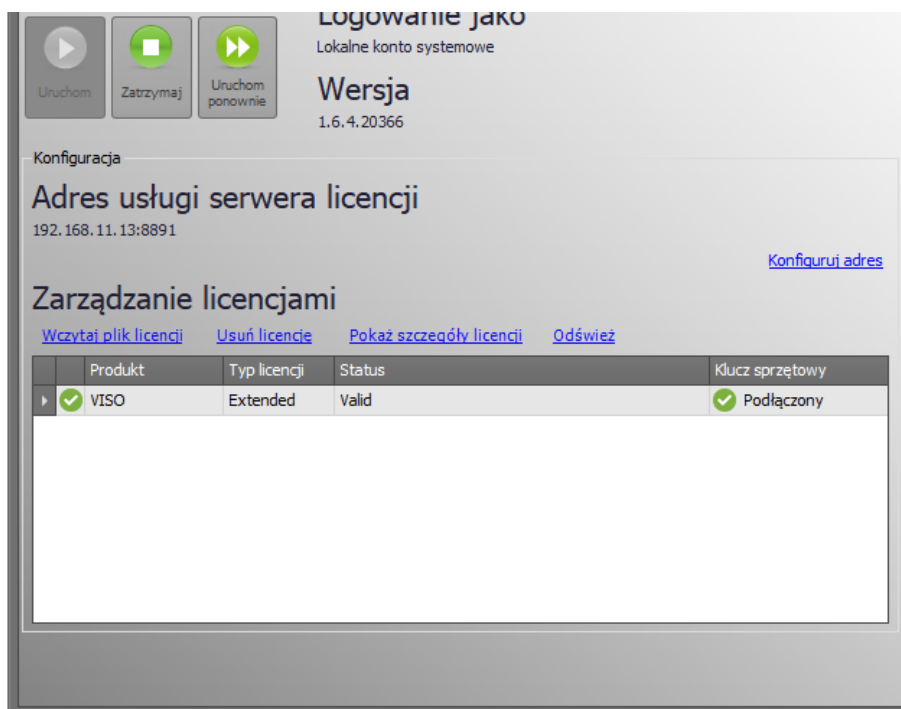 Logowanie jako
Lokalne konto systemowe
Uruchom
Zatrzymaj
Uruchom
ponownie
Wersja
1.6.4.20366
Konfiguracja
Adres usługi serwera licencji
192.168.11.13:8891
Konfiguruj adres
Zarządzanie licencjami
Wczytaj plik licencji Usuń licencję Pokaż szczegóły licencji Odśwież
Produkt Typ licencji Status Klucz sprzętowy
VISO Extended Valid Podłączony